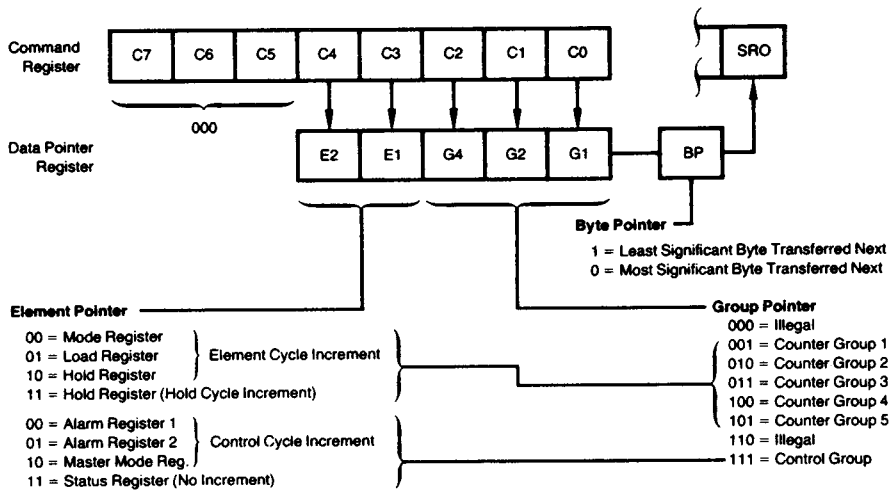 Command
Register
C7 C6 C5 C4 C3 C2 C1 C0
SRO
000
Data Pointer
Register
E2 E1 G4 G2 G1
BP
Byte Pointer
1 = Least Significant Byte Transferred Next
0 = Most Significant Byte Transferred Next
Element Pointer
00 = Mode Register
01 = Load Register
10 = Hold Register
Element Cycle Increment
11 = Hold Register (Hold Cycle Increment)
00 = Alarm Register 1
01 = Alarm Register 2
10 = Master Mode Reg.
Control Cycle Increment
11 = Status Register (No Increment)
Group Pointer
000 = Illegal
001 = Counter Group 1
010 = Counter Group 2
011 = Counter Group 3
100 = Counter Group 4
101 = Counter Group 5
110 = Illegal
111 = Control Group